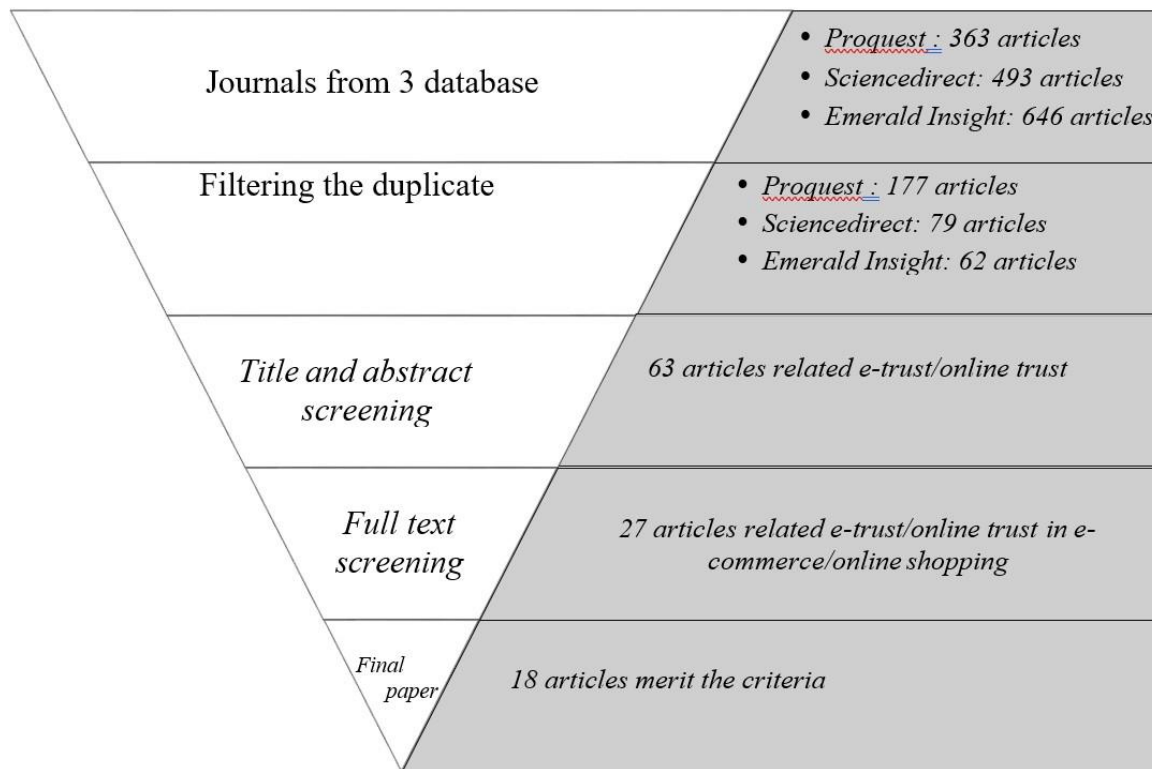 Journals from 3 database
• Proquest : 363 articles
• Sciencedirect: 493 articles
• Emerald Insight: 646 articles
Filtering the duplicate
• Proquest : 177 articles
• Sciencedirect: 79 articles
• Emerald Insight: 62 articles
Title and abstract
screening
63 articles related e-trust/online trust
Full text
screening
27 articles related e-trust/online trust in e-
commerce/online shopping
Final
paper
18 articles merit the criteria